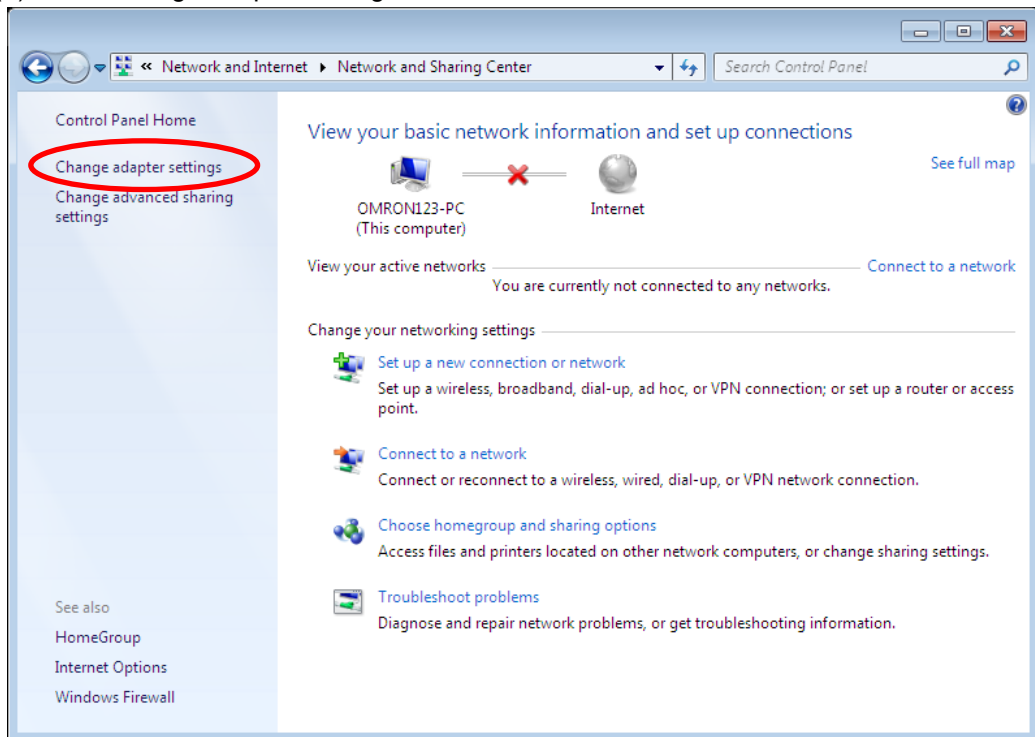 « Network and Internet ▸ Network and Sharing Center
Search Control Panel
Control Panel Home
Change adapter settings
Change advanced sharing
settings
See also
HomeGroup
Internet Options
Windows Firewall
View your basic network information and set up connections
See full map
OMRON123-PC
(This computer)
Internet
View your active networks
Connect to a network
You are currently not connected to any networks.
Change your networking settings
Set up a new connection or network
Set up a wireless, broadband, dial-up, ad hoc, or VPN connection; or set up a router or access
point.
Connect to a network
Connect or reconnect to a wireless, wired, dial-up, or VPN network connection.
Choose homegroup and sharing options
Access files and printers located on other network computers, or change sharing settings.
Troubleshoot problems
Diagnose and repair network problems, or get troubleshooting information.